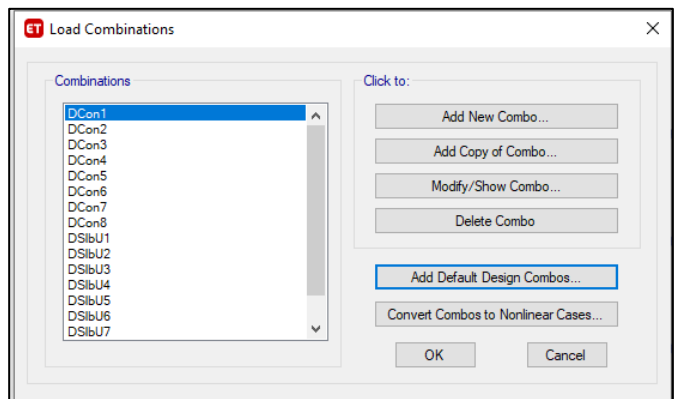 ET Load Combinations
Combinations
DCon1
DCon2
DCon3
DCon4
DCon5
DCon6
DCon7
DCon8
DSlbU1
DSlbU2
DSlbU3
DSlbU4
DSlbU5
DSlbU6
DSlbU7
Click to:
Add New Combo...
Add Copy of Combo...
Modify/Show Combo...
Delete Combo
Add Default Design Combos...
Convert Combos to Nonlinear Cases...
OK
Cancel